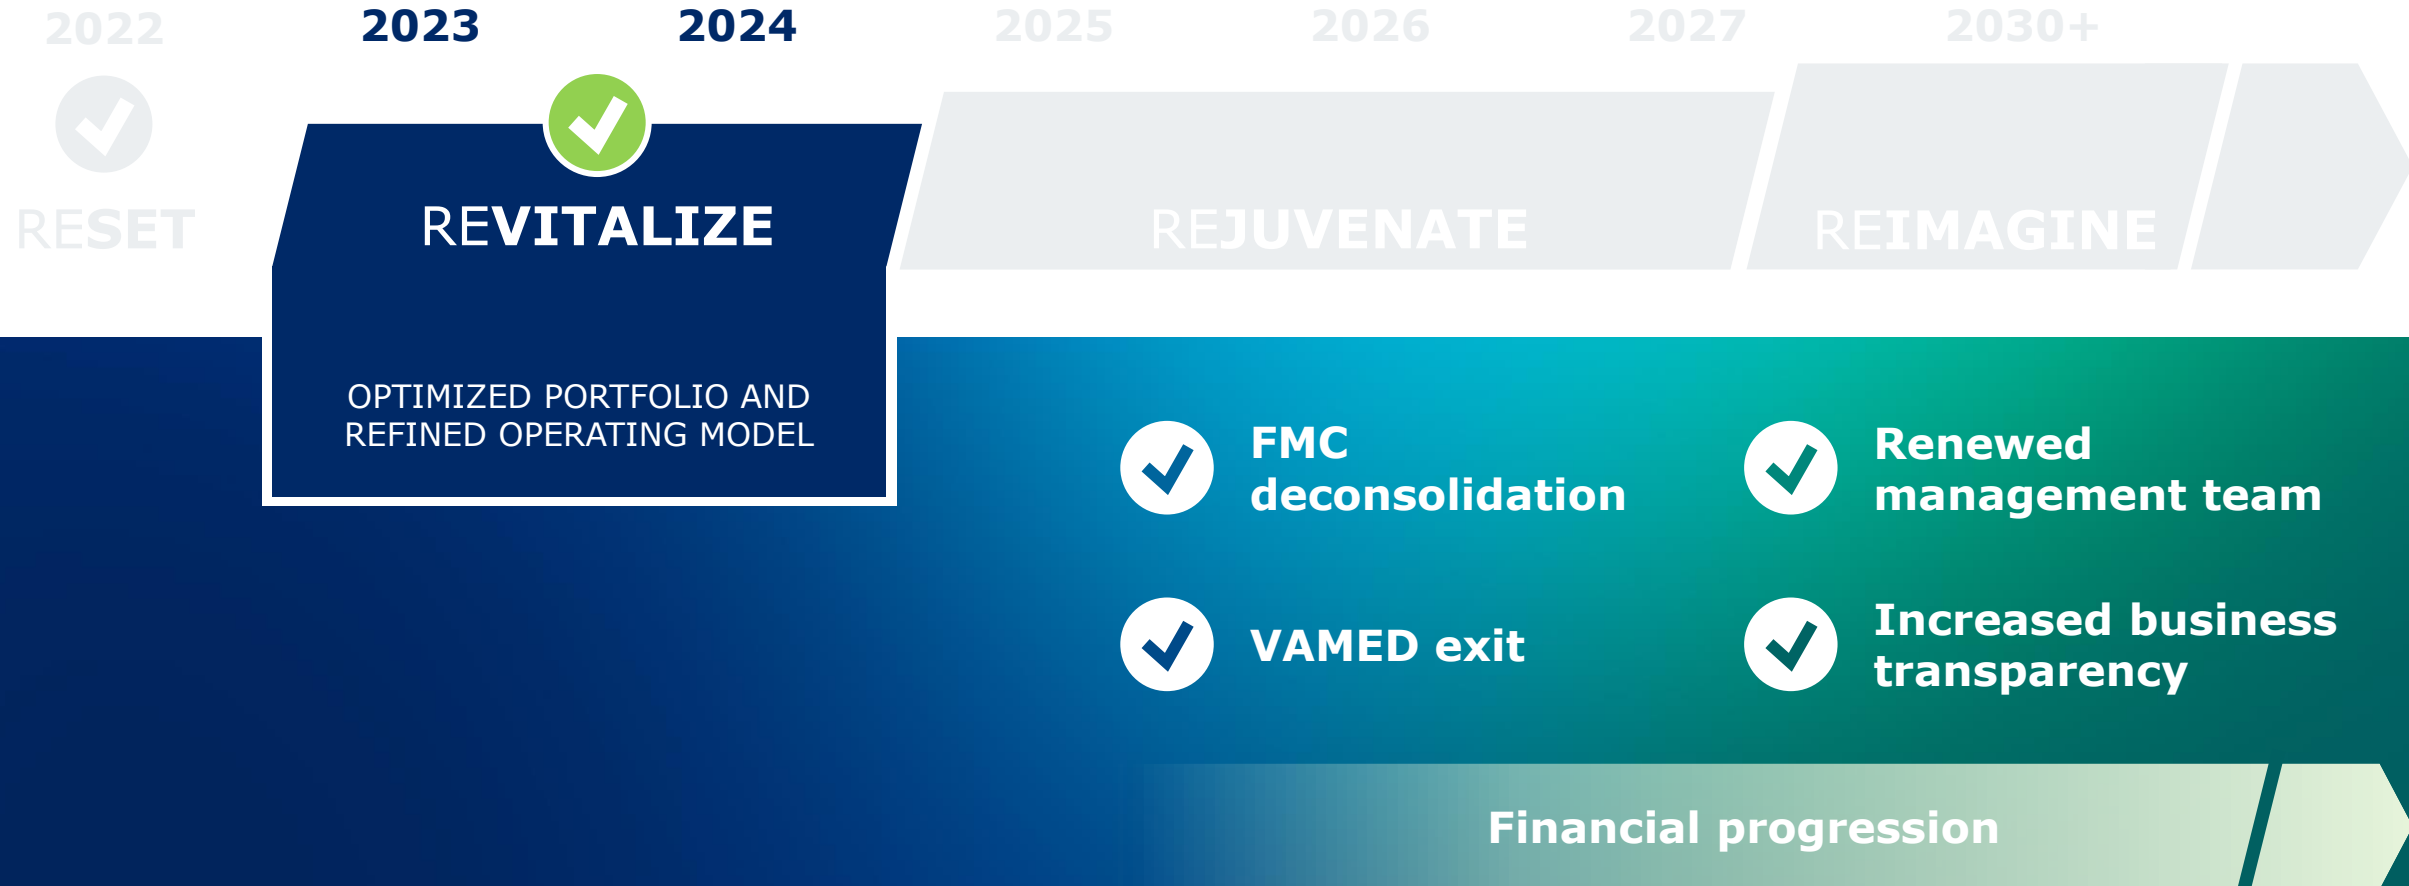 2022 2023 2024 2025 2026 2027 2030+
RESET REVITALIZE REJUVENATE REIMAGINE
OPTIMIZED PORTFOLIO AND
REFINED OPERATING MODEL
FMC
deconsolidation
Renewed
management team
VAMED exit
Increased business
transparency
Financial progression